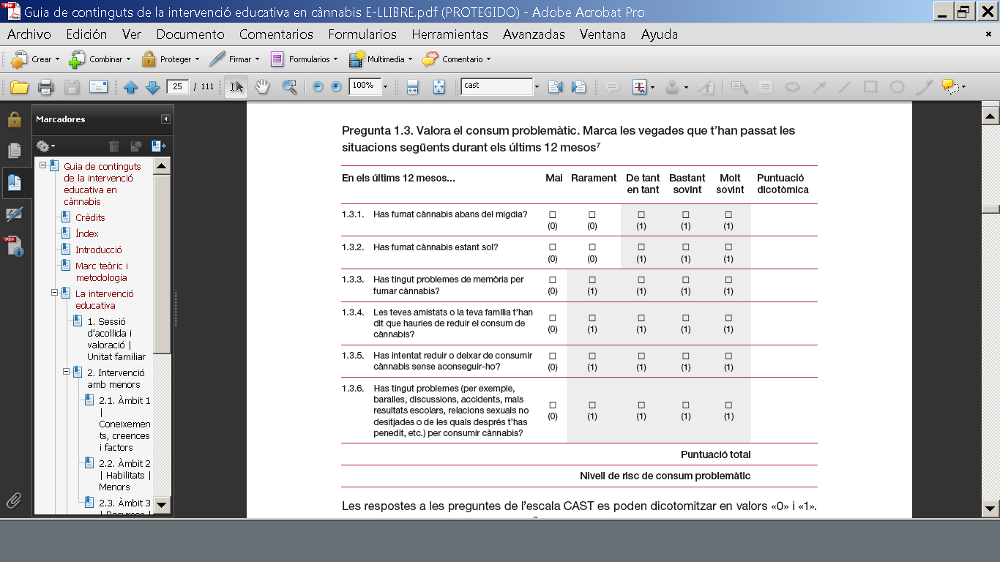 Guia de continguts de la intervenció educativa en cànnabis E-LLIBRE.pdf (PROTEGIDO) - Adobe Acrobat Pro
Archivo Edición Ver Documento Comentarios Formularios Herramientas Avanzadas Ventana Ayuda
Crear Combinar Proteger Firmar Formularios Multimedia Comentario
25 / 111 100% cast
Marcadores
Guia de continguts
de la intervenció
educativa en
cànnabis
Crèdits
Índex
Introducció
Marc teòric i
metodologia
La intervenció
educativa
1. Sessió
d'acollida i
valoració |
Unitat familiar
2. Intervenció
amb menors
2.1. Àmbit 1
|
Coneixemen
ts, creences
i factors
2.2. Àmbit 2
| Habilitats |
Menors
2.3. Àmbit 3
Pregunta 1.3. Valora el consum problemàtic. Marca les vegades que t'han passat les
situacions següents durant els últims 12 mesos7
En els últims 12 mesos... Mai Rarament De tant Bastant Molt Puntuació
en tant sovint sovint dicotòmica
1.3.1. Has fumat cànnabis abans del migdia? ☐ ☐ ☐ ☐ ☐
(0) (0) (1) (1) (1)
1.3.2. Has fumat cànnabis estant sol? ☐ ☐ ☐ ☐ ☐
(0) (0) (1) (1) (1)
1.3.3. Has tingut problemes de memòria per ☐ ☐ ☐ ☐ ☐
fumar cànnabis? (0) (1) (1) (1) (1)
1.3.4. Les teves amistats o la teva família t'han
dit que hauries de reduir el consum de ☐ ☐ ☐ ☐ ☐
cànnabis? (0) (1) (1) (1) (1)
1.3.5. Has intentat reduir o deixar de consumir ☐ ☐ ☐ ☐ ☐
cànnabis sense aconseguir-ho? (0) (1) (1) (1) (1)
1.3.6. Has tingut problemes (per exemple,
baralles, discussions, accidents, mals ☐ ☐ ☐ ☐ ☐
resultats escolars, relacions sexuals no (0) (1) (1) (1) (1)
desitjades o de les quals després t'has
penedit, etc.) per consumir cànnabis?
Puntuació total
Nivell de risc de consum problemàtic
Les respostes a les preguntes de l'escala CAST es poden dicotomitzar en valors «0» i «1».